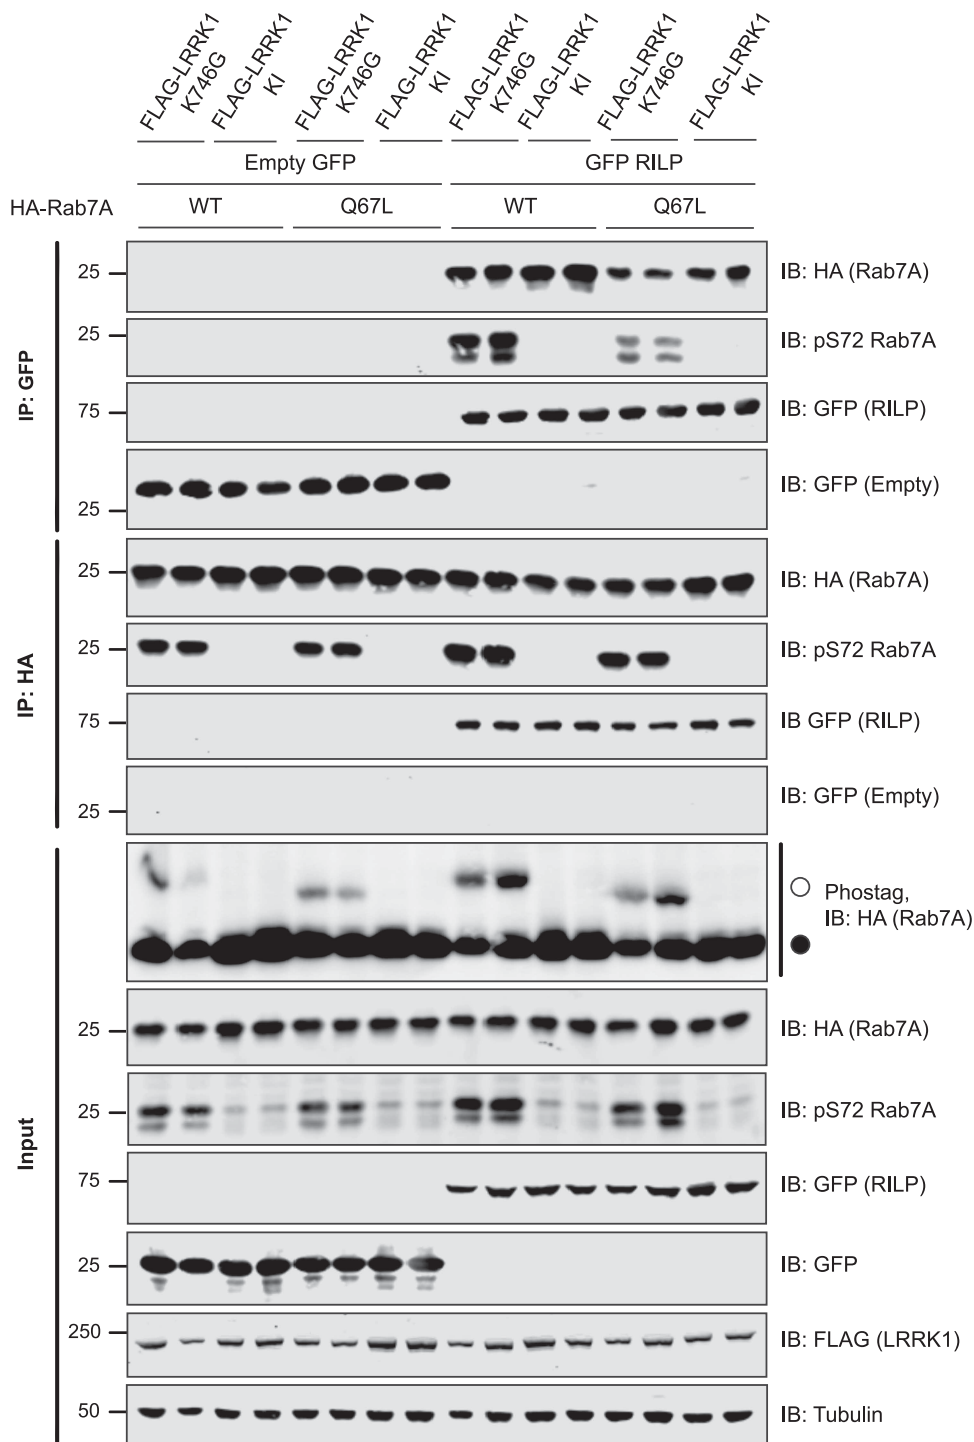 FLAG-LRRK1 K746G
FLAG-LRRK1 KI
FLAG-LRRK1 K746G
FLAG-LRRK1 KI
FLAG-LRRK1 K746G
FLAG-LRRK1 KI
FLAG-LRRK1 K746G
FLAG-LRRK1 KI
Empty GFP GFP RILP
HA-Rab7A WT Q67L WT Q67L
IP: GFP
25 IB: HA (Rab7A)
25 IB: pS72 Rab7A
75 IB: GFP (RILP)
25 IB: GFP (Empty)
IP: HA
25 IB: HA (Rab7A)
25 IB: pS72 Rab7A
75 IB GFP (RILP)
25 IB: GFP (Empty)
Input
Phostag,
IB: HA (Rab7A)
25 IB: HA (Rab7A)
25 IB: pS72 Rab7A
75 IB: GFP (RILP)
25 IB: GFP
250 IB: FLAG (LRRK1)
50 IB: Tubulin